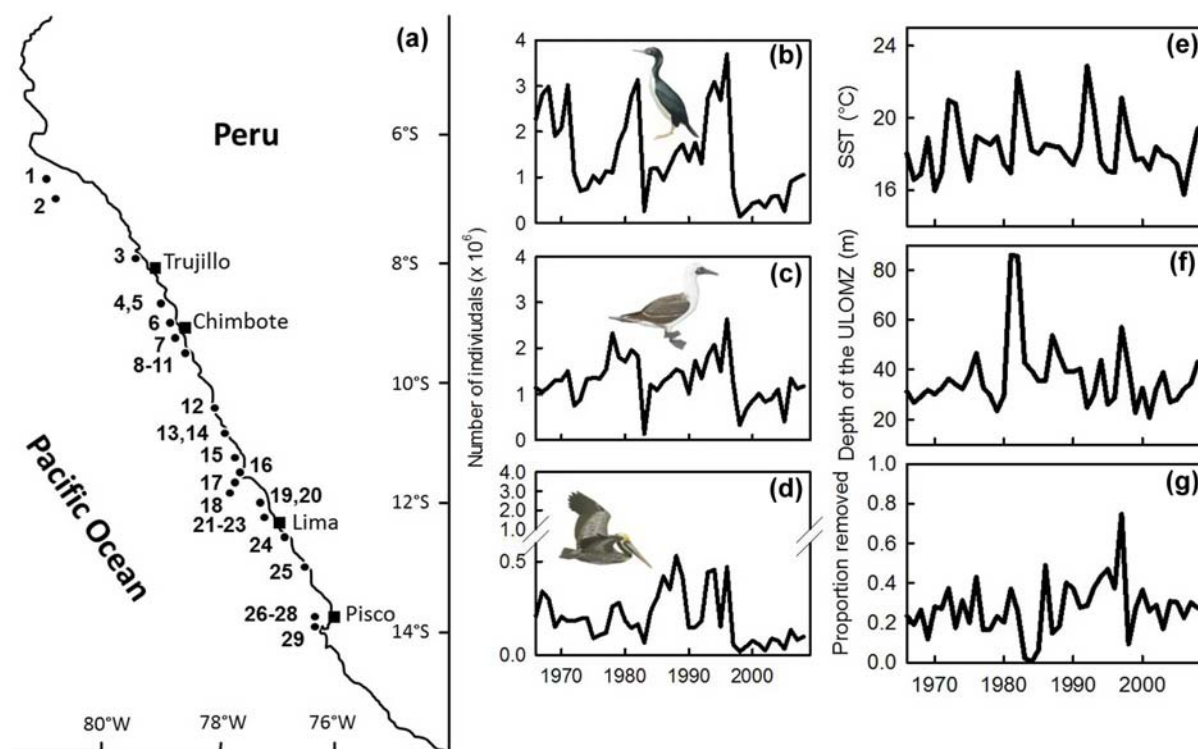 (a)
Peru
Pacific Ocean
1
2
3
Trujillo
4,5
6
Chimbote
7
8-11
12
13,14
15
16
17
18
19,20
21-23
Lima
24
25
26-28
Pisco
29
6°S
8°S
10°S
12°S
14°S
80°W 78°W 76°W
Number of indiviudals (x 10⁶)
(b)
4
3
2
1
0
(c)
4
3
2
1
0
(d)
4.0
3.0
2.0
1.0
0.5
0.0
1970 1980 1990 2000
SST (°C)
(e)
24
20
16
Depth of the ULOMZ (m)
(f)
80
60
40
20
Proportion removed
(g)
1.0
0.8
0.6
0.4
0.2
0.0
1970 1980 1990 2000